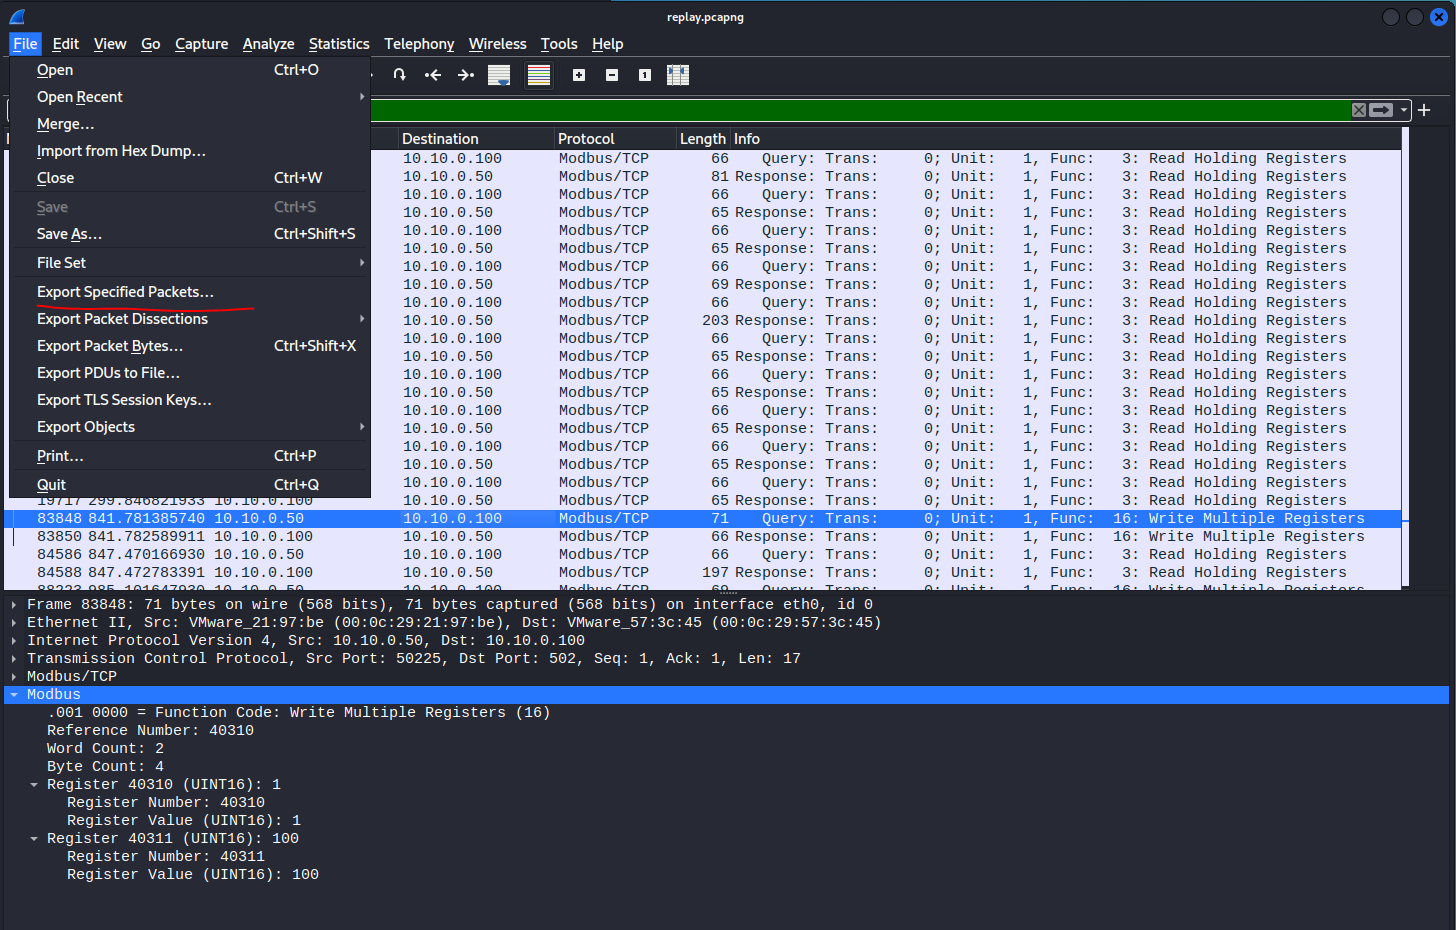 replay.pcapng
File Edit View Go Capture Analyze Statistics Telephony Wireless Tools Help
Open Ctrl+O
Open Recent
Merge...
Import from Hex Dump...
Close Ctrl+W
Save Ctrl+S
Save As... Ctrl+Shift+S
File Set
Export Specified Packets...
Export Packet Dissections
Export Packet Bytes... Ctrl+Shift+X
Export PDUs to File...
Export TLS Session Keys...
Export Objects
Print... Ctrl+P
Quit Ctrl+Q
Destination Protocol Length Info
10.10.0.100 Modbus/TCP 66 Query: Trans: 0; Unit: 1, Func: 3: Read Holding Registers
10.10.0.50 Modbus/TCP 81 Response: Trans: 0; Unit: 1, Func: 3: Read Holding Registers
10.10.0.100 Modbus/TCP 66 Query: Trans: 0; Unit: 1, Func: 3: Read Holding Registers
10.10.0.50 Modbus/TCP 65 Response: Trans: 0; Unit: 1, Func: 3: Read Holding Registers
10.10.0.100 Modbus/TCP 66 Query: Trans: 0; Unit: 1, Func: 3: Read Holding Registers
10.10.0.50 Modbus/TCP 65 Response: Trans: 0; Unit: 1, Func: 3: Read Holding Registers
10.10.0.100 Modbus/TCP 66 Query: Trans: 0; Unit: 1, Func: 3: Read Holding Registers
10.10.0.50 Modbus/TCP 69 Response: Trans: 0; Unit: 1, Func: 3: Read Holding Registers
10.10.0.100 Modbus/TCP 66 Query: Trans: 0; Unit: 1, Func: 3: Read Holding Registers
10.10.0.50 Modbus/TCP 203 Response: Trans: 0; Unit: 1, Func: 3: Read Holding Registers
10.10.0.100 Modbus/TCP 66 Query: Trans: 0; Unit: 1, Func: 3: Read Holding Registers
10.10.0.50 Modbus/TCP 65 Response: Trans: 0; Unit: 1, Func: 3: Read Holding Registers
10.10.0.100 Modbus/TCP 66 Query: Trans: 0; Unit: 1, Func: 3: Read Holding Registers
10.10.0.50 Modbus/TCP 65 Response: Trans: 0; Unit: 1, Func: 3: Read Holding Registers
10.10.0.100 Modbus/TCP 66 Query: Trans: 0; Unit: 1, Func: 3: Read Holding Registers
10.10.0.50 Modbus/TCP 65 Response: Trans: 0; Unit: 1, Func: 3: Read Holding Registers
10.10.0.100 Modbus/TCP 66 Query: Trans: 0; Unit: 1, Func: 3: Read Holding Registers
10.10.0.50 Modbus/TCP 65 Response: Trans: 0; Unit: 1, Func: 3: Read Holding Registers
10.10.0.100 Modbus/TCP 66 Query: Trans: 0; Unit: 1, Func: 3: Read Holding Registers
19717 299.846821933 10.10.0.100 10.10.0.50 Modbus/TCP 65 Response: Trans: 0; Unit: 1, Func: 3: Read Holding Registers
83848 841.781385740 10.10.0.50 10.10.0.100 Modbus/TCP 71 Query: Trans: 0; Unit: 1, Func: 16: Write Multiple Registers
83850 841.782589911 10.10.0.100 10.10.0.50 Modbus/TCP 66 Response: Trans: 0; Unit: 1, Func: 16: Write Multiple Registers
84586 847.470166930 10.10.0.50 10.10.0.100 Modbus/TCP 66 Query: Trans: 0; Unit: 1, Func: 3: Read Holding Registers
84588 847.472783391 10.10.0.100 10.10.0.50 Modbus/TCP 197 Response: Trans: 0; Unit: 1, Func: 3: Read Holding Registers
Frame 83848: 71 bytes on wire (568 bits), 71 bytes captured (568 bits) on interface eth0, id 0
Ethernet II, Src: VMware_21:97:be (00:0c:29:21:97:be), Dst: VMware_57:3c:45 (00:0c:29:57:3c:45)
Internet Protocol Version 4, Src: 10.10.0.50, Dst: 10.10.0.100
Transmission Control Protocol, Src Port: 50225, Dst Port: 502, Seq: 1, Ack: 1, Len: 17
Modbus/TCP
Modbus
.001 0000 = Function Code: Write Multiple Registers (16)
Reference Number: 40310
Word Count: 2
Byte Count: 4
Register 40310 (UINT16): 1
Register Number: 40310
Register Value (UINT16): 1
Register 40311 (UINT16): 100
Register Number: 40311
Register Value (UINT16): 100